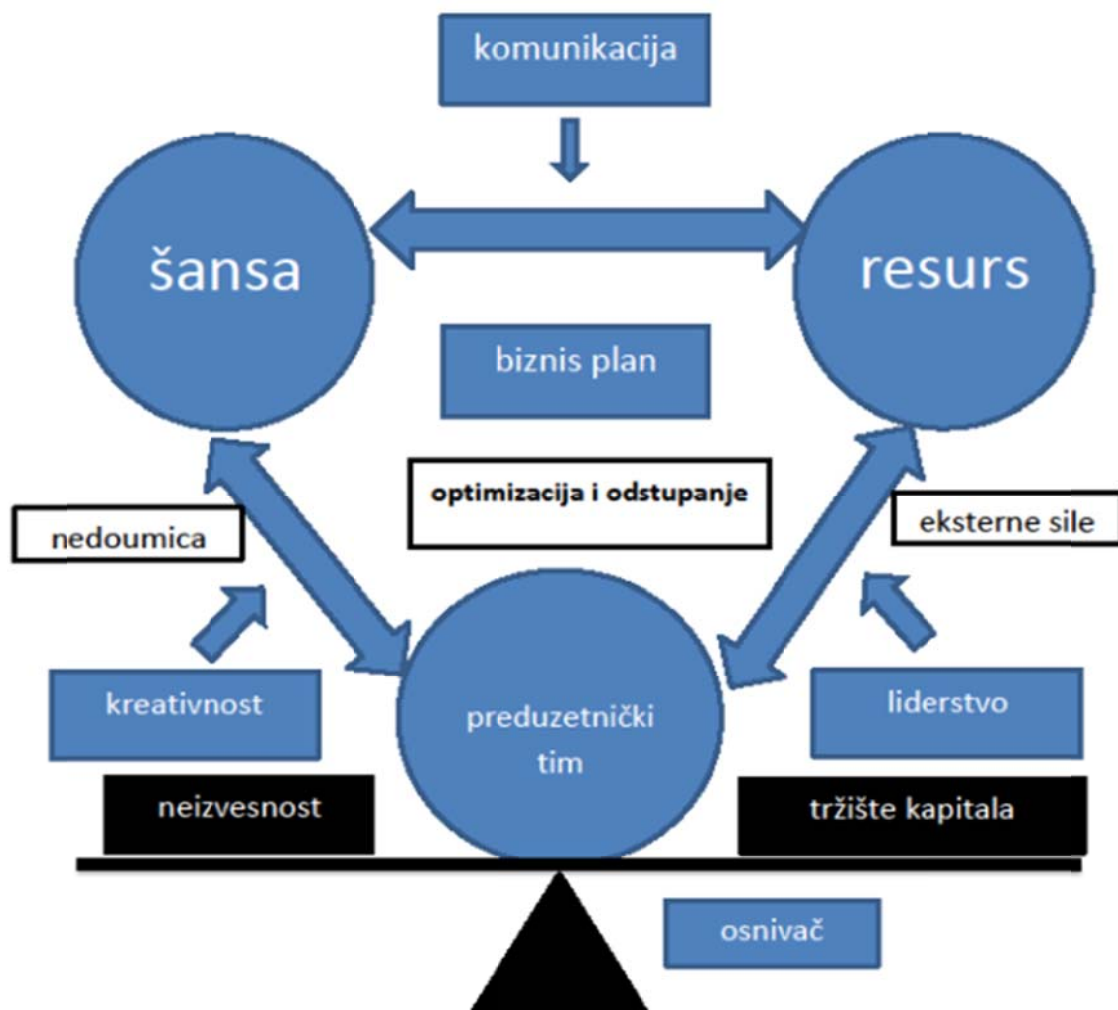 komunikacija
šansa
resurs
biznis plan
optimizacija i odstupanje
nedoumica
eksterne sile
kreativnost
liderstvo
preduzetnički
tim
neizvesnost
tržište kapitala
osnivač